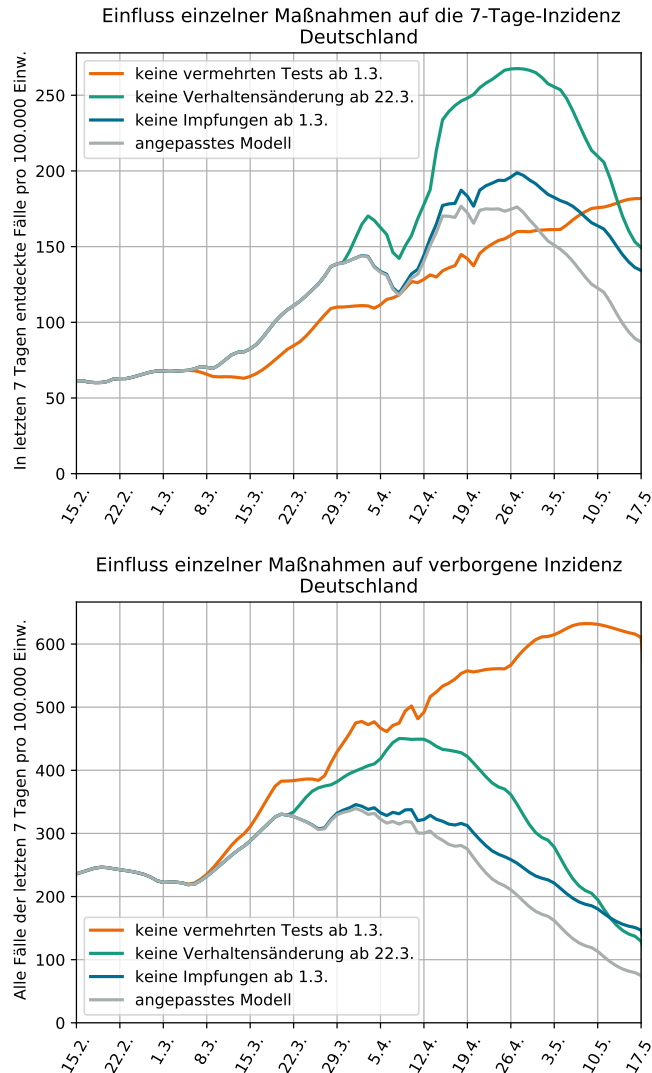 Einfluss einzelner Maßnahmen auf die 7-Tage-Inzidenz
Deutschland
In letzten 7 Tagen entdeckte Fälle pro 100.000 Einw.
keine vermehrten Tests ab 1.3.
keine Verhaltensänderung ab 22.3.
keine Impfungen ab 1.3.
angepasstes Modell
250
200
150
100
50
0
15.2.
22.2.
1.3.
8.3.
15.3.
22.3.
29.3.
5.4.
12.4.
19.4.
26.4.
3.5.
10.5.
17.5
Einfluss einzelner Maßnahmen auf verborgene Inzidenz
Deutschland
Alle Fälle der letzten 7 Tagen pro 100.000 Einw.
600
500
400
300
200
100
0
keine vermehrten Tests ab 1.3.
keine Verhaltensänderung ab 22.3.
keine Impfungen ab 1.3.
angepasstes Modell
15.2.
22.2.
1.3.
8.3.
15.3.
22.3.
29.3.
5.4.
12.4.
19.4.
26.4.
3.5.
10.5.
17.5